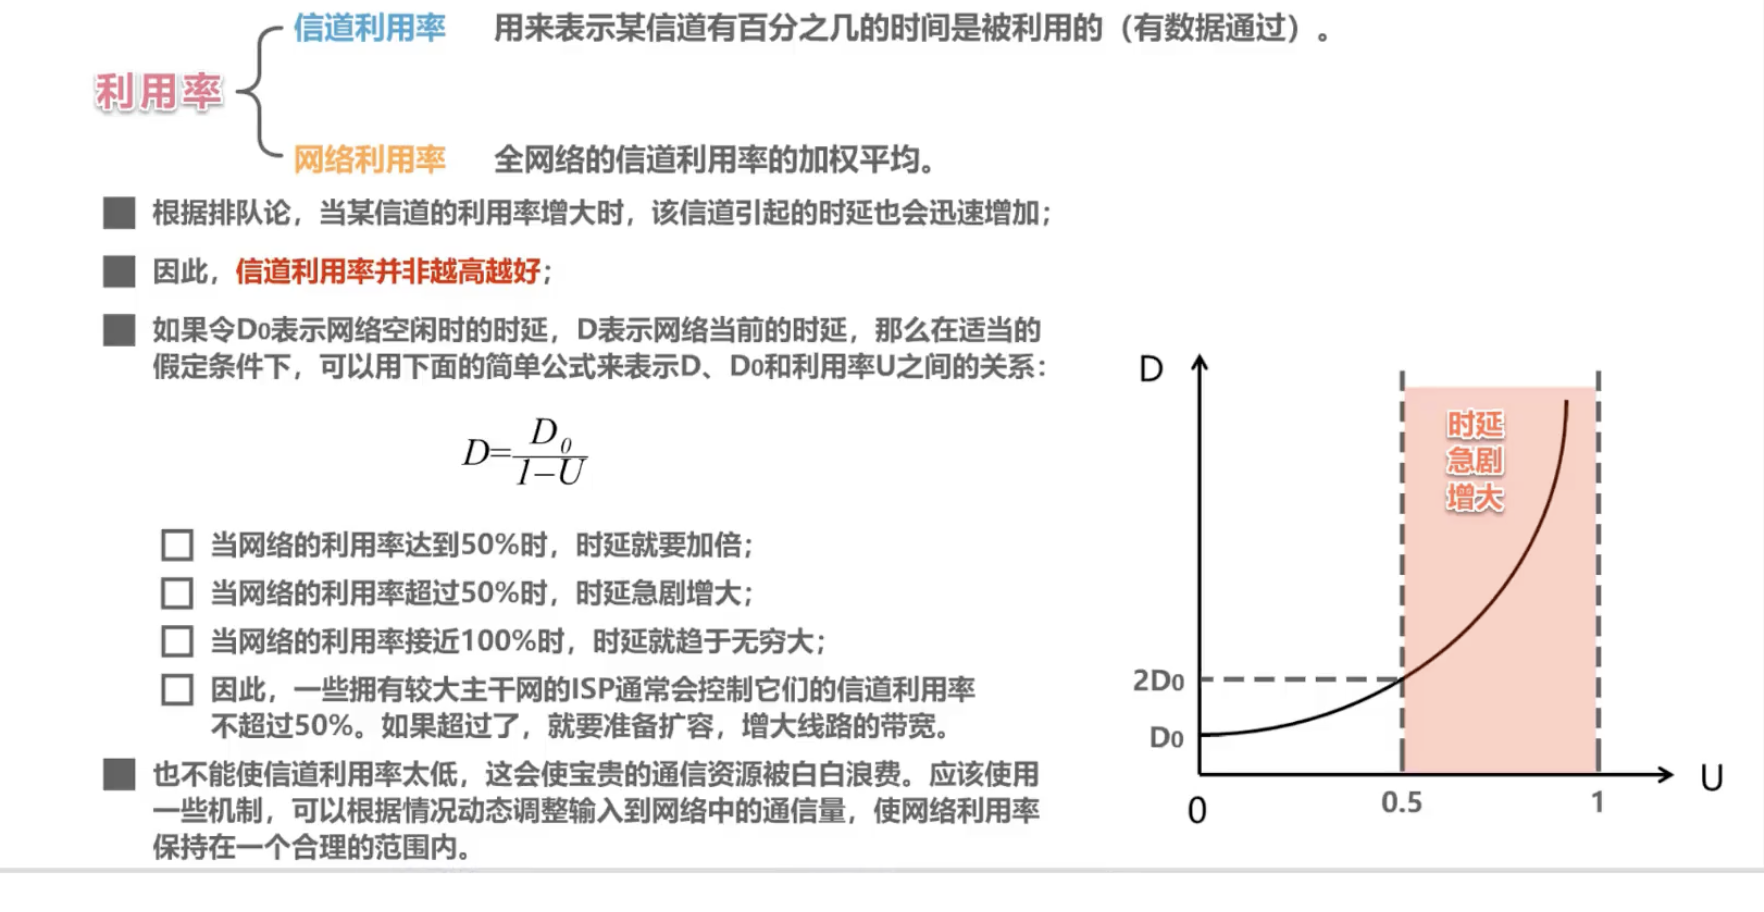 信道利用率 用来表示某信道有百分之几的时间是被利用的（有数据通过）。
利用率
网络利用率 全网络的信道利用率的加权平均。
根据排队论，当某信道的利用率增大时，该信道引起的时延也会迅速增加；
因此，信道利用率并非越高越好；
如果令D0表示网络空闲时的时延，D表示网络当前的时延，那么在适当的
假定条件下，可以用下面的简单公式来表示D、D0和利用率U之间的关系：
D=D0/1−U
当网络的利用率达到50%时，时延就要加倍；
当网络的利用率超过50%时，时延急剧增大；
当网络的利用率接近100%时，时延就趋于无穷大；
因此，一些拥有较大主干网的ISP通常会控制它们的信道利用率
不超过50%。如果超过了，就要准备扩容，增大线路的带宽。
也不能使信道利用率太低，这会使宝贵的通信资源被白白浪费。应该使用
一些机制，可以根据情况动态调整输入到网络中的通信量，使网络利用率
保持在一个合理的范围内。
D
时延
急剧
增大
2D0
D0
U
0
0.5
1